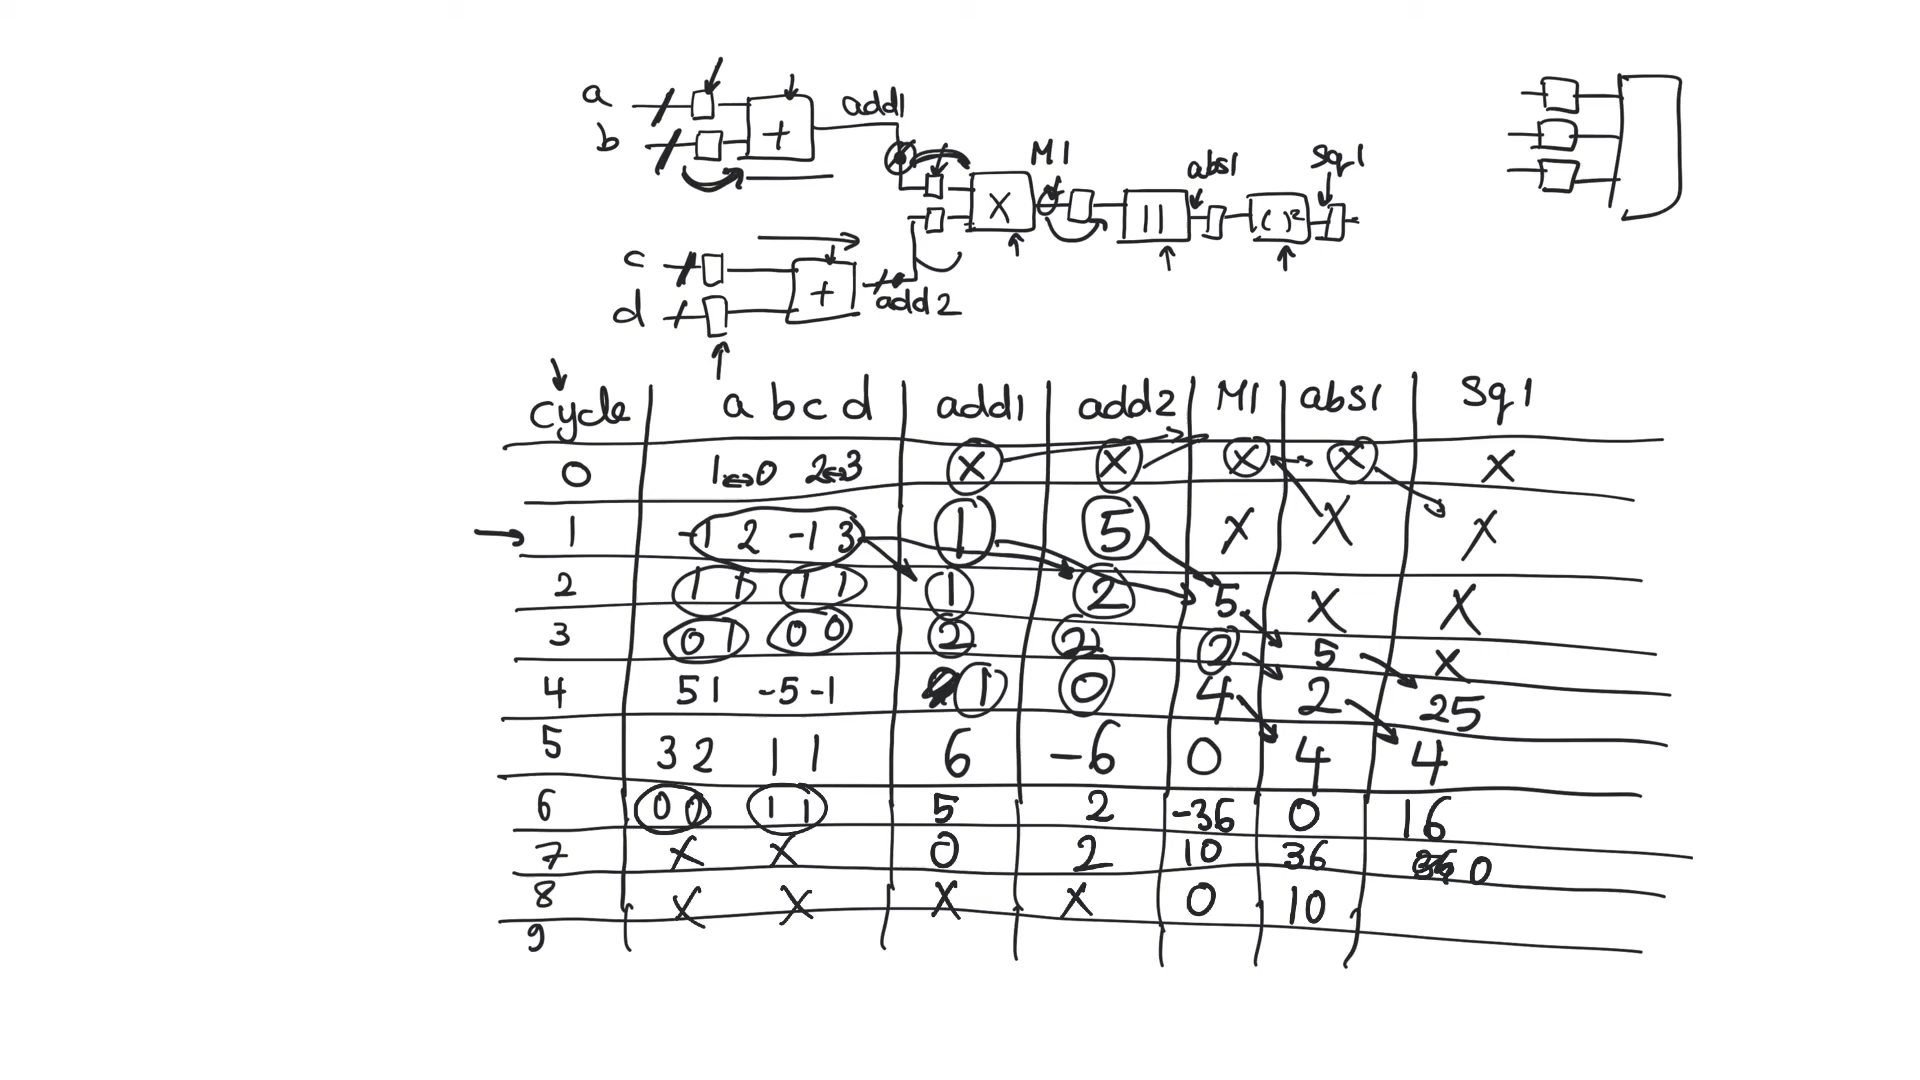 a
b
+
add1
X
M1
||
abs1
( )²
Sq1
c
d
+
add2
cycle a b c d add1 add2 M1 abs1 Sq1
0 1 0 2 3 X X X X X
1 -1 2 -1 3 1 5 X X X
2 1 1 1 1 1 2 5 X X
3 0 1 0 0 2 2 2 5 X
4 5 1 -5 -1 1 0 4 2 25
5 3 2 1 1 6 -6 0 4 4
6 0 0 1 1 5 2 -36 0 16
7 X X 0 2 10 36 0
8 X X X X 0 10
9